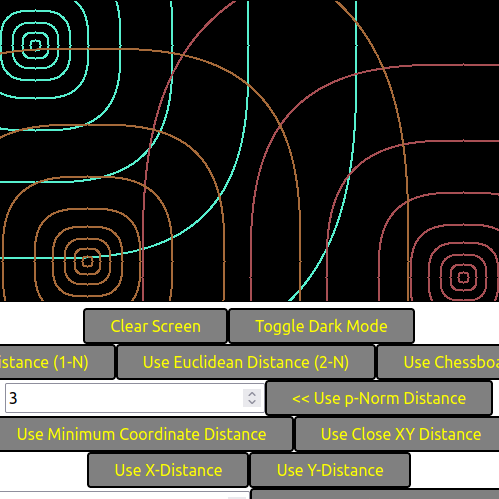 Clear Screen Toggle Dark Mode
istance (1-N) Use Euclidean Distance (2-N) Use Chessboa
3 << Use p-Norm Distance
Use Minimum Coordinate Distance Use Close XY Distance
Use X-Distance Use Y-Distance